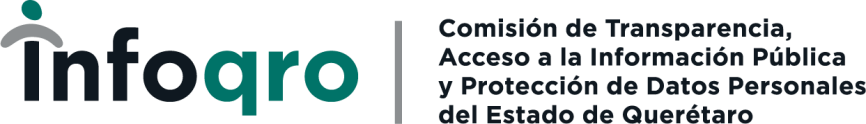 infoqro
Comisión de Transparencia,
Acceso a la Información Pública
y Protección de Datos Personales
del Estado de Querétaro